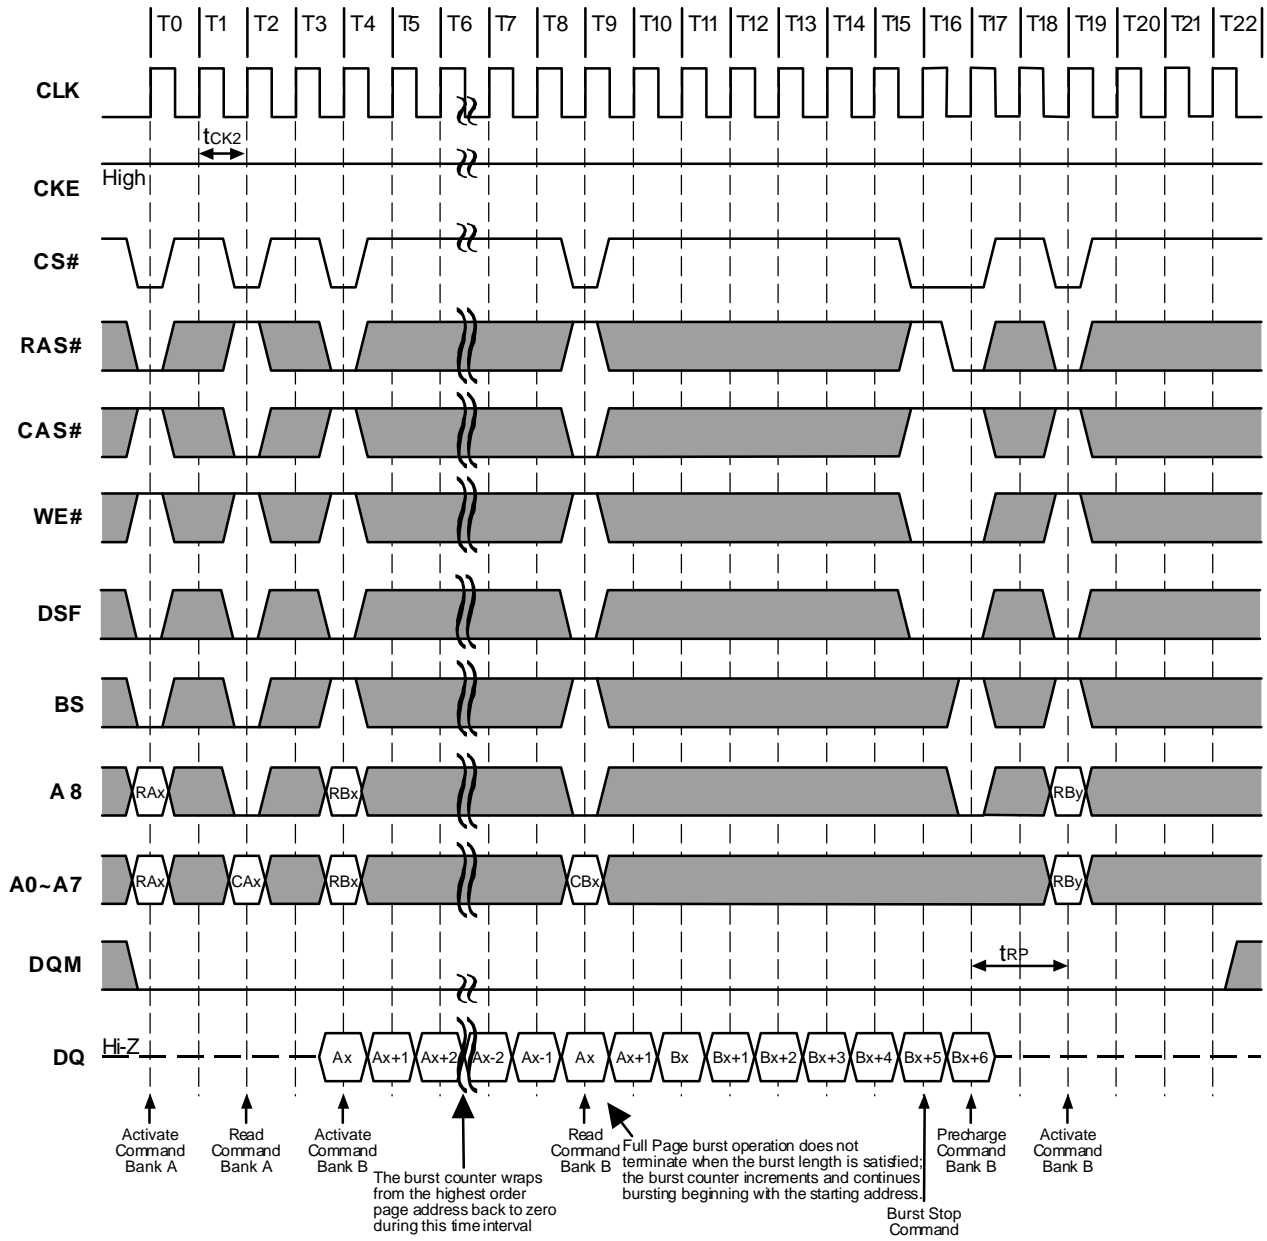 T0 T1 T2 T3 T4 T5 T6 T7 T8 T9 T10 T11 T12 T13 T14 T15 T16 T17 T18 T19 T20 T21 T22
CLK
tCK2
High
CKE
CS#
RAS#
CAS#
WE#
DSF
BS
A8 RAx RBx RBy
A0~A7 RAx CAx RBx CBx RBy
DQM
tRP
DQ Hi-Z Ax Ax+1 Ax+2 Ax-2 Ax-1 Ax Ax+1 Bx Bx+1 Bx+2 Bx+3 Bx+4 Bx+5 Bx+6
Activate
Command
Bank A
Read
Command
Bank A
Activate
Command
Bank B
The burst counter wraps
from the highest order
page address back to zero
during this time interval
Read
Command
Bank B
Full Page burst operation does not
terminate when the burst length is satisfied;
the burst counter increments and continues
bursting beginning with the starting address.
Burst Stop
Command
Precharge
Command
Bank B
Activate
Command
Bank B